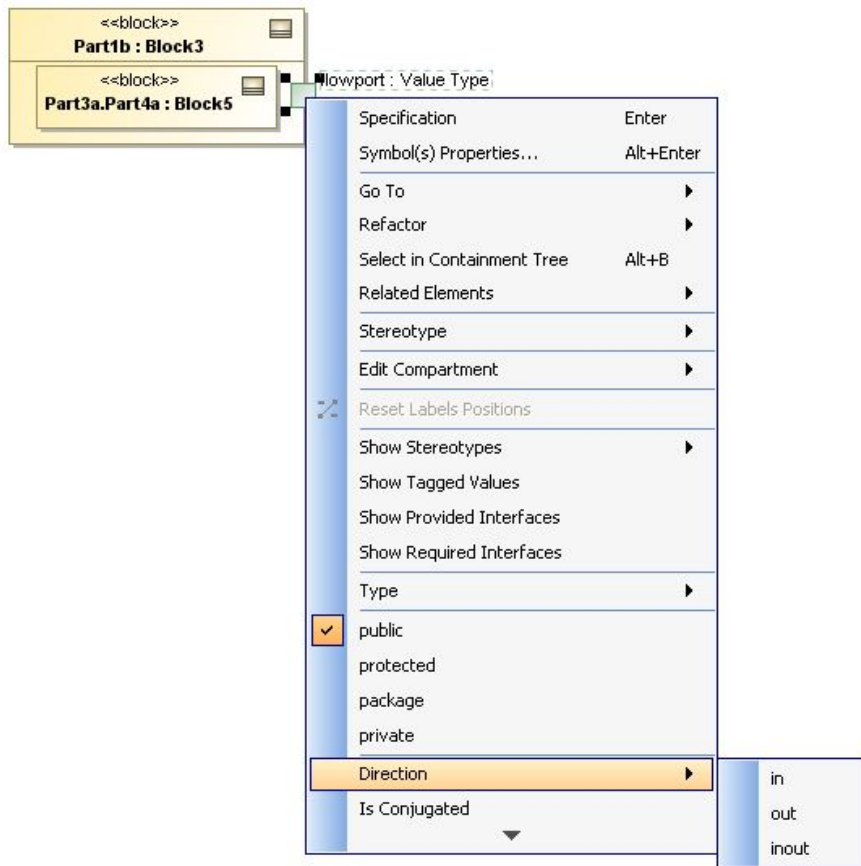 <<block>>
Part1b : Block3
<<block>>
Part3a.Part4a : Block5
flowport : Value Type
Specification Enter
Symbol(s) Properties... Alt+Enter
Go To
Refactor
Select in Containment Tree Alt+B
Related Elements
Stereotype
Edit Compartment
Reset Labels Positions
Show Stereotypes
Show Tagged Values
Show Provided Interfaces
Show Required Interfaces
Type
public
protected
package
private
Direction
in
Is Conjugated
out
inout